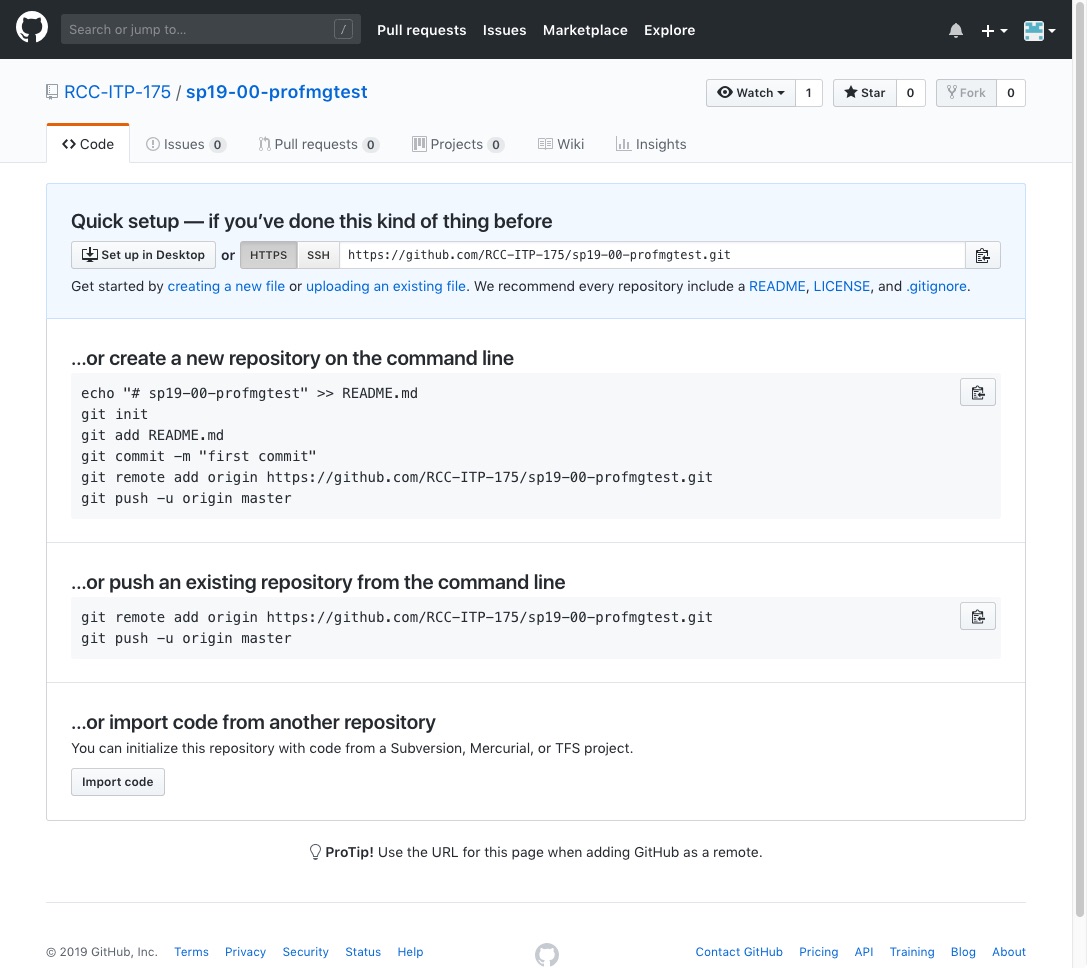 Search or jump to... /
Pull requests Issues Marketplace Explore
RCC-ITP-175 / sp19-00-profmgtest
Watch 1 Star 0 Fork 0
Code Issues 0 Pull requests 0 Projects 0 Wiki Insights
Quick setup — if you’ve done this kind of thing before
Set up in Desktop or HTTPS SSH https://github.com/RCC-ITP-175/sp19-00-profmgtest.git
Get started by creating a new file or uploading an existing file. We recommend every repository include a README, LICENSE, and .gitignore.
…or create a new repository on the command line
echo "# sp19-00-profmgtest" >> README.md
git init
git add README.md
git commit -m "first commit"
git remote add origin https://github.com/RCC-ITP-175/sp19-00-profmgtest.git
git push -u origin master
…or push an existing repository from the command line
git remote add origin https://github.com/RCC-ITP-175/sp19-00-profmgtest.git
git push -u origin master
…or import code from another repository
You can initialize this repository with code from a Subversion, Mercurial, or TFS project.
Import code
ProTip! Use the URL for this page when adding GitHub as a remote.
© 2019 GitHub, Inc. Terms Privacy Security Status Help Contact GitHub Pricing API Training Blog About